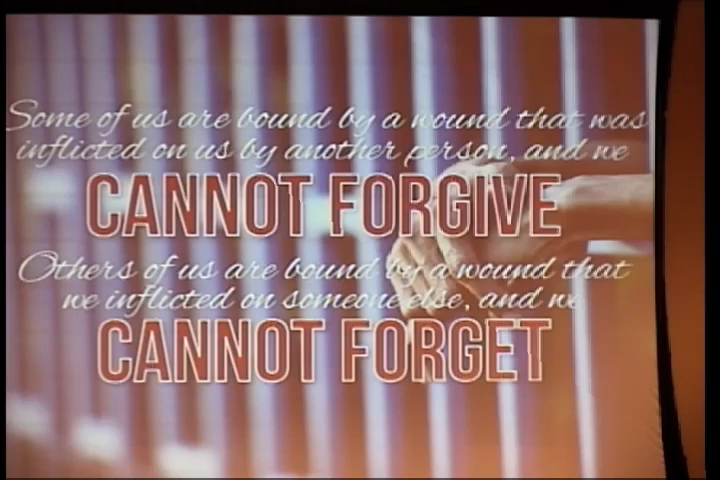 Some of us are bound by a wound that was
inflicted on us by another person, and we
CANNOT FORGIVE
Others of us are bound by a wound that
we inflicted on someone else, and we
CANNOT FORGET